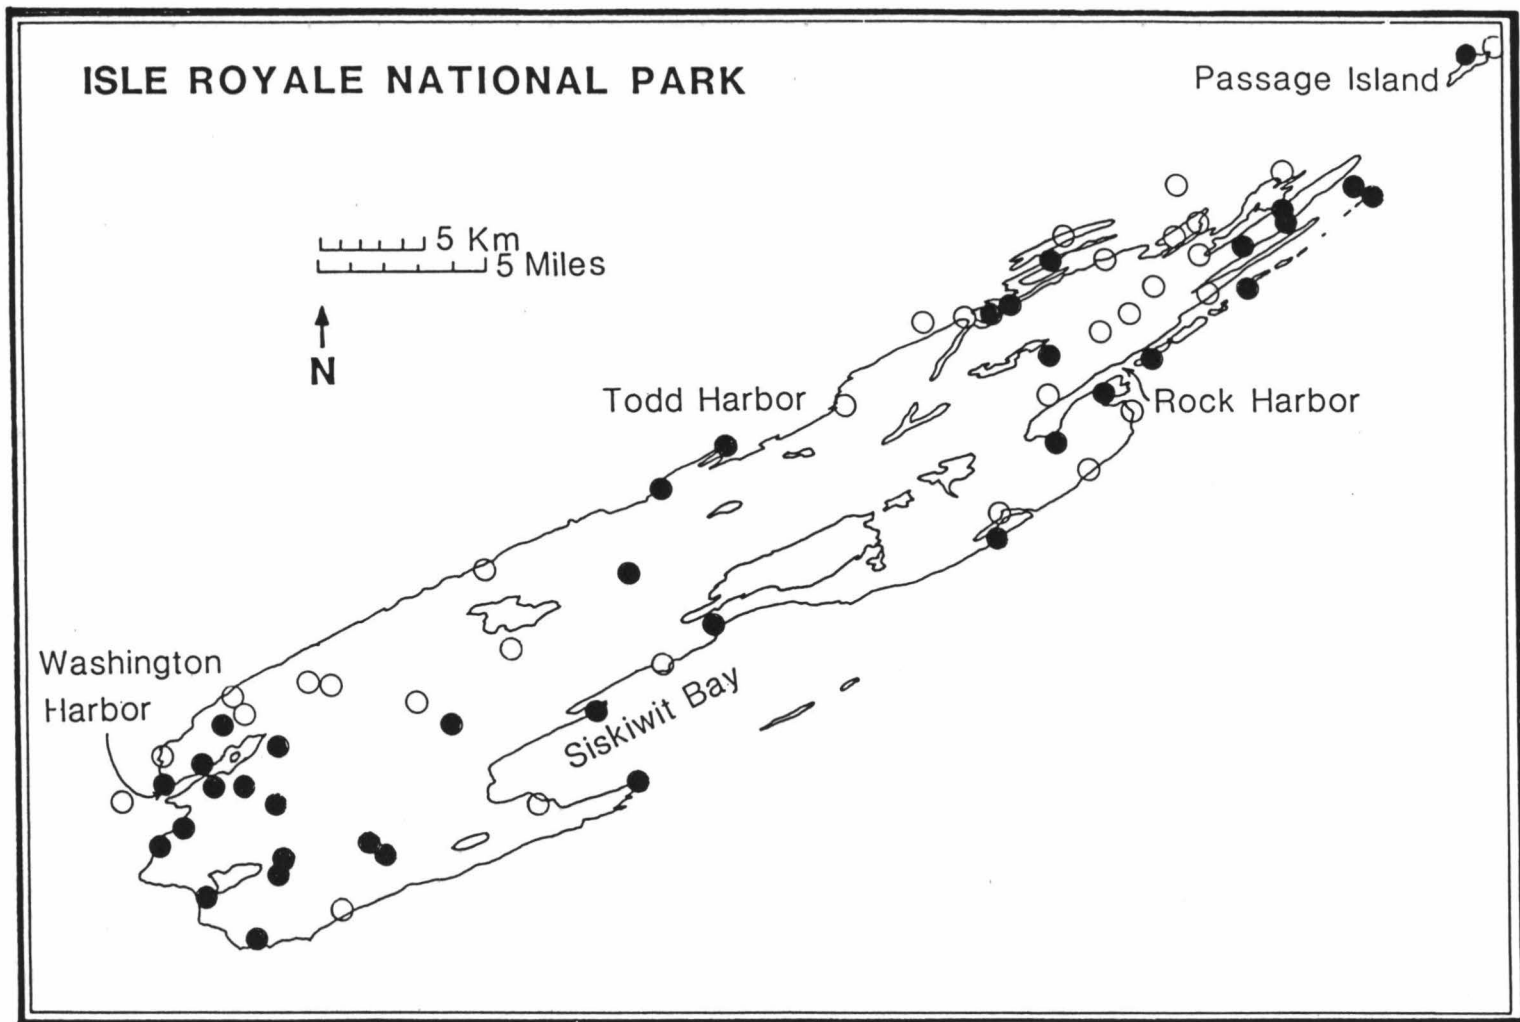 ISLE ROYALE NATIONAL PARK
Passage Island
5 Km
5 Miles
N
Todd Harbor
Rock Harbor
Washington
Harbor
Siskiwit Bay